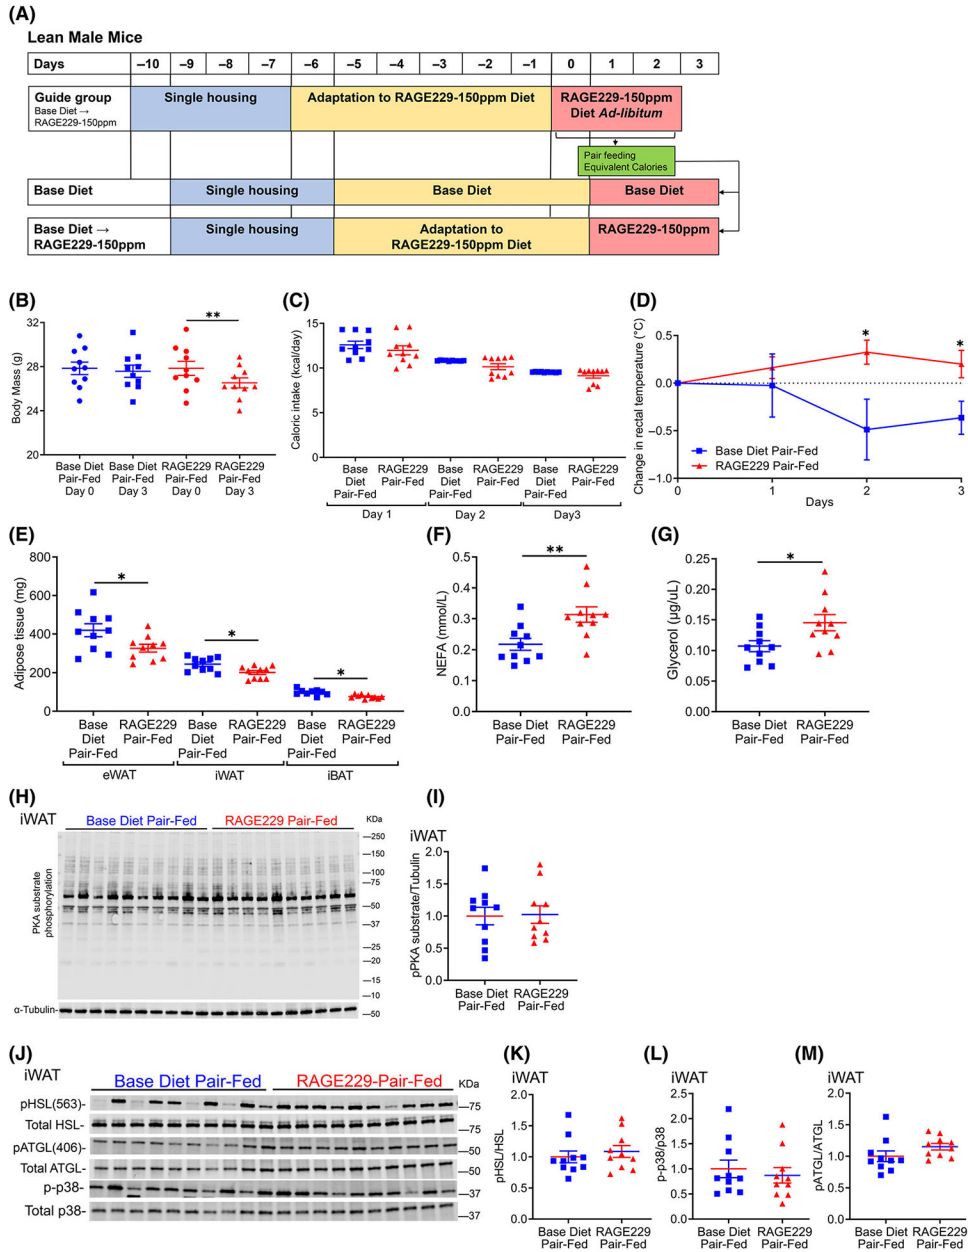 (A)
Lean Male Mice
Days –10 –9 –8 –7 –6 –5 –4 –3 –2 –1 0 1 2 3
Guide group
Base Diet →
RAGE229-150ppm
Single housing
Adaptation to RAGE229-150ppm Diet
RAGE229-150ppm
Diet Ad-libitum
Pair feeding
Equivalent Calories
Base Diet Single housing Base Diet Base Diet
Base Diet →
RAGE229-150ppm
Single housing
Adaptation to
RAGE229-150ppm Diet
RAGE229-150ppm
(B)
Body Mass (g)
32
28
24
20
**
Base Diet
Pair-Fed
Day 0
Base Diet
Pair-Fed
Day 3
RAGE229
Pair-Fed
Day 0
RAGE229
Pair-Fed
Day 3
(C)
Caloric intake (kcal/day)
15
10
5
0
Base
Diet
Pair-Fed
RAGE229
Pair-Fed
Base
Diet
Pair-Fed
RAGE229
Pair-Fed
Base
Diet
Pair-Fed
RAGE229
Pair-Fed
Day 1
Day 2
Day3
(D)
Change in rectal temperature (°C)
0.5
0.0
–0.5
–1.0
*
*
Base Diet Pair-Fed
RAGE229 Pair-Fed
0 1 2 3
Days
(E)
Adipose tissue (mg)
800
600
400
200
0
*
*
*
Base
Diet
Pair-Fed
RAGE229
Pair-Fed
Base
Diet
Pair-Fed
RAGE229
Pair-Fed
Base
Diet
Pair-Fed
RAGE229
Pair-Fed
eWAT
iWAT
iBAT
(F)
NEFA (mmol/L)
0.5
0.4
0.3
0.2
0.1
0.0
**
Base Diet
Pair-Fed
RAGE229
Pair-Fed
(G)
Glycerol (µg/uL)
0.25
0.20
0.15
0.10
0.05
0.00
*
Base Diet
Pair-Fed
RAGE229
Pair-Fed
(H)
iWAT
Base Diet Pair-Fed
RAGE229 Pair-Fed
KDa
PKA substrate
phosphorylation
—250
—150
—100
—75
—50
—37
—25
—20
—15
—10
α-Tubulin-
—50
(I)
iWAT
pPKA substrate/Tubulin
2.0
1.5
1.0
0.5
0.0
Base Diet
Pair-Fed
RAGE229
Pair-Fed
(J)
iWAT
Base Diet Pair-Fed
RAGE229-Pair-Fed
KDa
pHSL(563)-
—75
Total HSL-
—75
pATGL(406)-
—50
Total ATGL-
—50
p-p38-
—37
Total p38-
—37
(K)
iWAT
pHSL/HSL
2.0
1.5
1.0
0.5
0.0
Base Diet
Pair-Fed
RAGE229
Pair-Fed
(L)
iWAT
p-p38/p38
2.5
2.0
1.5
1.0
0.5
0.0
Base Diet
Pair-Fed
RAGE229
Pair-Fed
(M)
iWAT
pATGL/ATGL
2.0
1.5
1.0
0.5
0.0
Base Diet
Pair-Fed
RAGE229
Pair-Fed